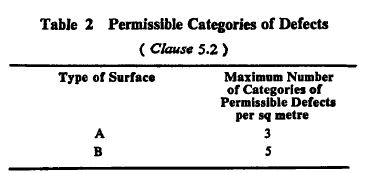 Table 2 Permissible Categories of Defects
( Clause 5.2 )
Type of Surface Maximum Number
of Categories of
Permissible Defects
per sq metre
A 3
B 5